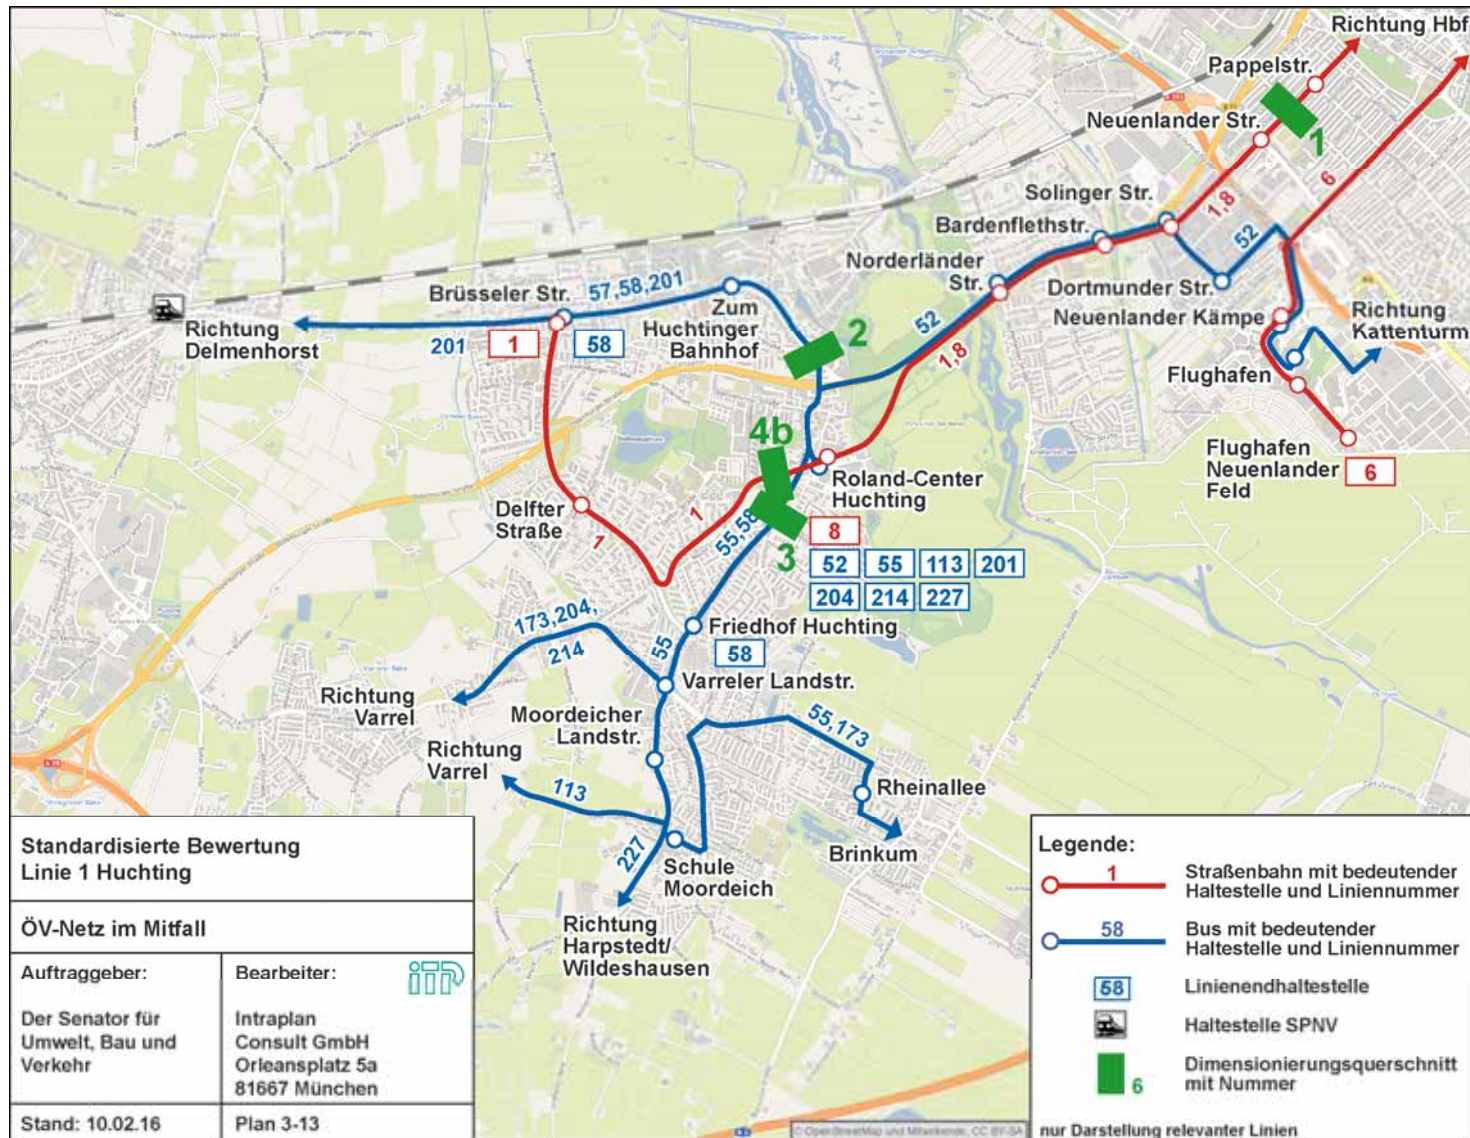 Richtung Hbf
Pappelstr.
Neuenlander Str.
1
6
1,8
Solinger Str.
Bardenflethstr.
52
Norderländer
Str.
Dortmunder Str.
Neuenlander Kämpe
Richtung
Kattenturm
Brüsseler Str.
57,58,201
Zum
Huchtinger
Bahnhof
Richtung
Delmenhorst
201
1
58
2
52
1,8
Flughafen
Flughafen
Neuenlander
Feld
6
4b
Roland-Center
Huchting
Delfter
Straße
1
1
55,58
3
8
52
55
113
201
204
214
227
173,204,
214
55
Friedhof Huchting
58
Varreler Landstr.
Richtung
Varrel
Moordeicher
Landstr.
55,173
Richtung
Varrel
113
Rheinallee
Brinkum
227
Schule
Moordeich
Richtung
Harpstedt/
Wildeshausen
Standardisierte Bewertung
Linie 1 Huchting
ÖV-Netz im Mitfall
Auftraggeber:
Der Senator für
Umwelt, Bau und
Verkehr
Bearbeiter:
itp
Intraplan
Consult GmbH
Orleansplatz 5a
81667 München
Stand: 10.02.16
Plan 3-13
Legende:
1
Straßenbahn mit bedeutender
Haltestelle und Liniennummer
58
Bus mit bedeutender
Haltestelle und Liniennummer
58
Linienendhaltestelle
Haltestelle SPNV
6
Dimensionierungsquerschnitt
mit Nummer
nur Darstellung relevanter Linien
© OpenStreetMap und Mitwirkende, CC BY-SA